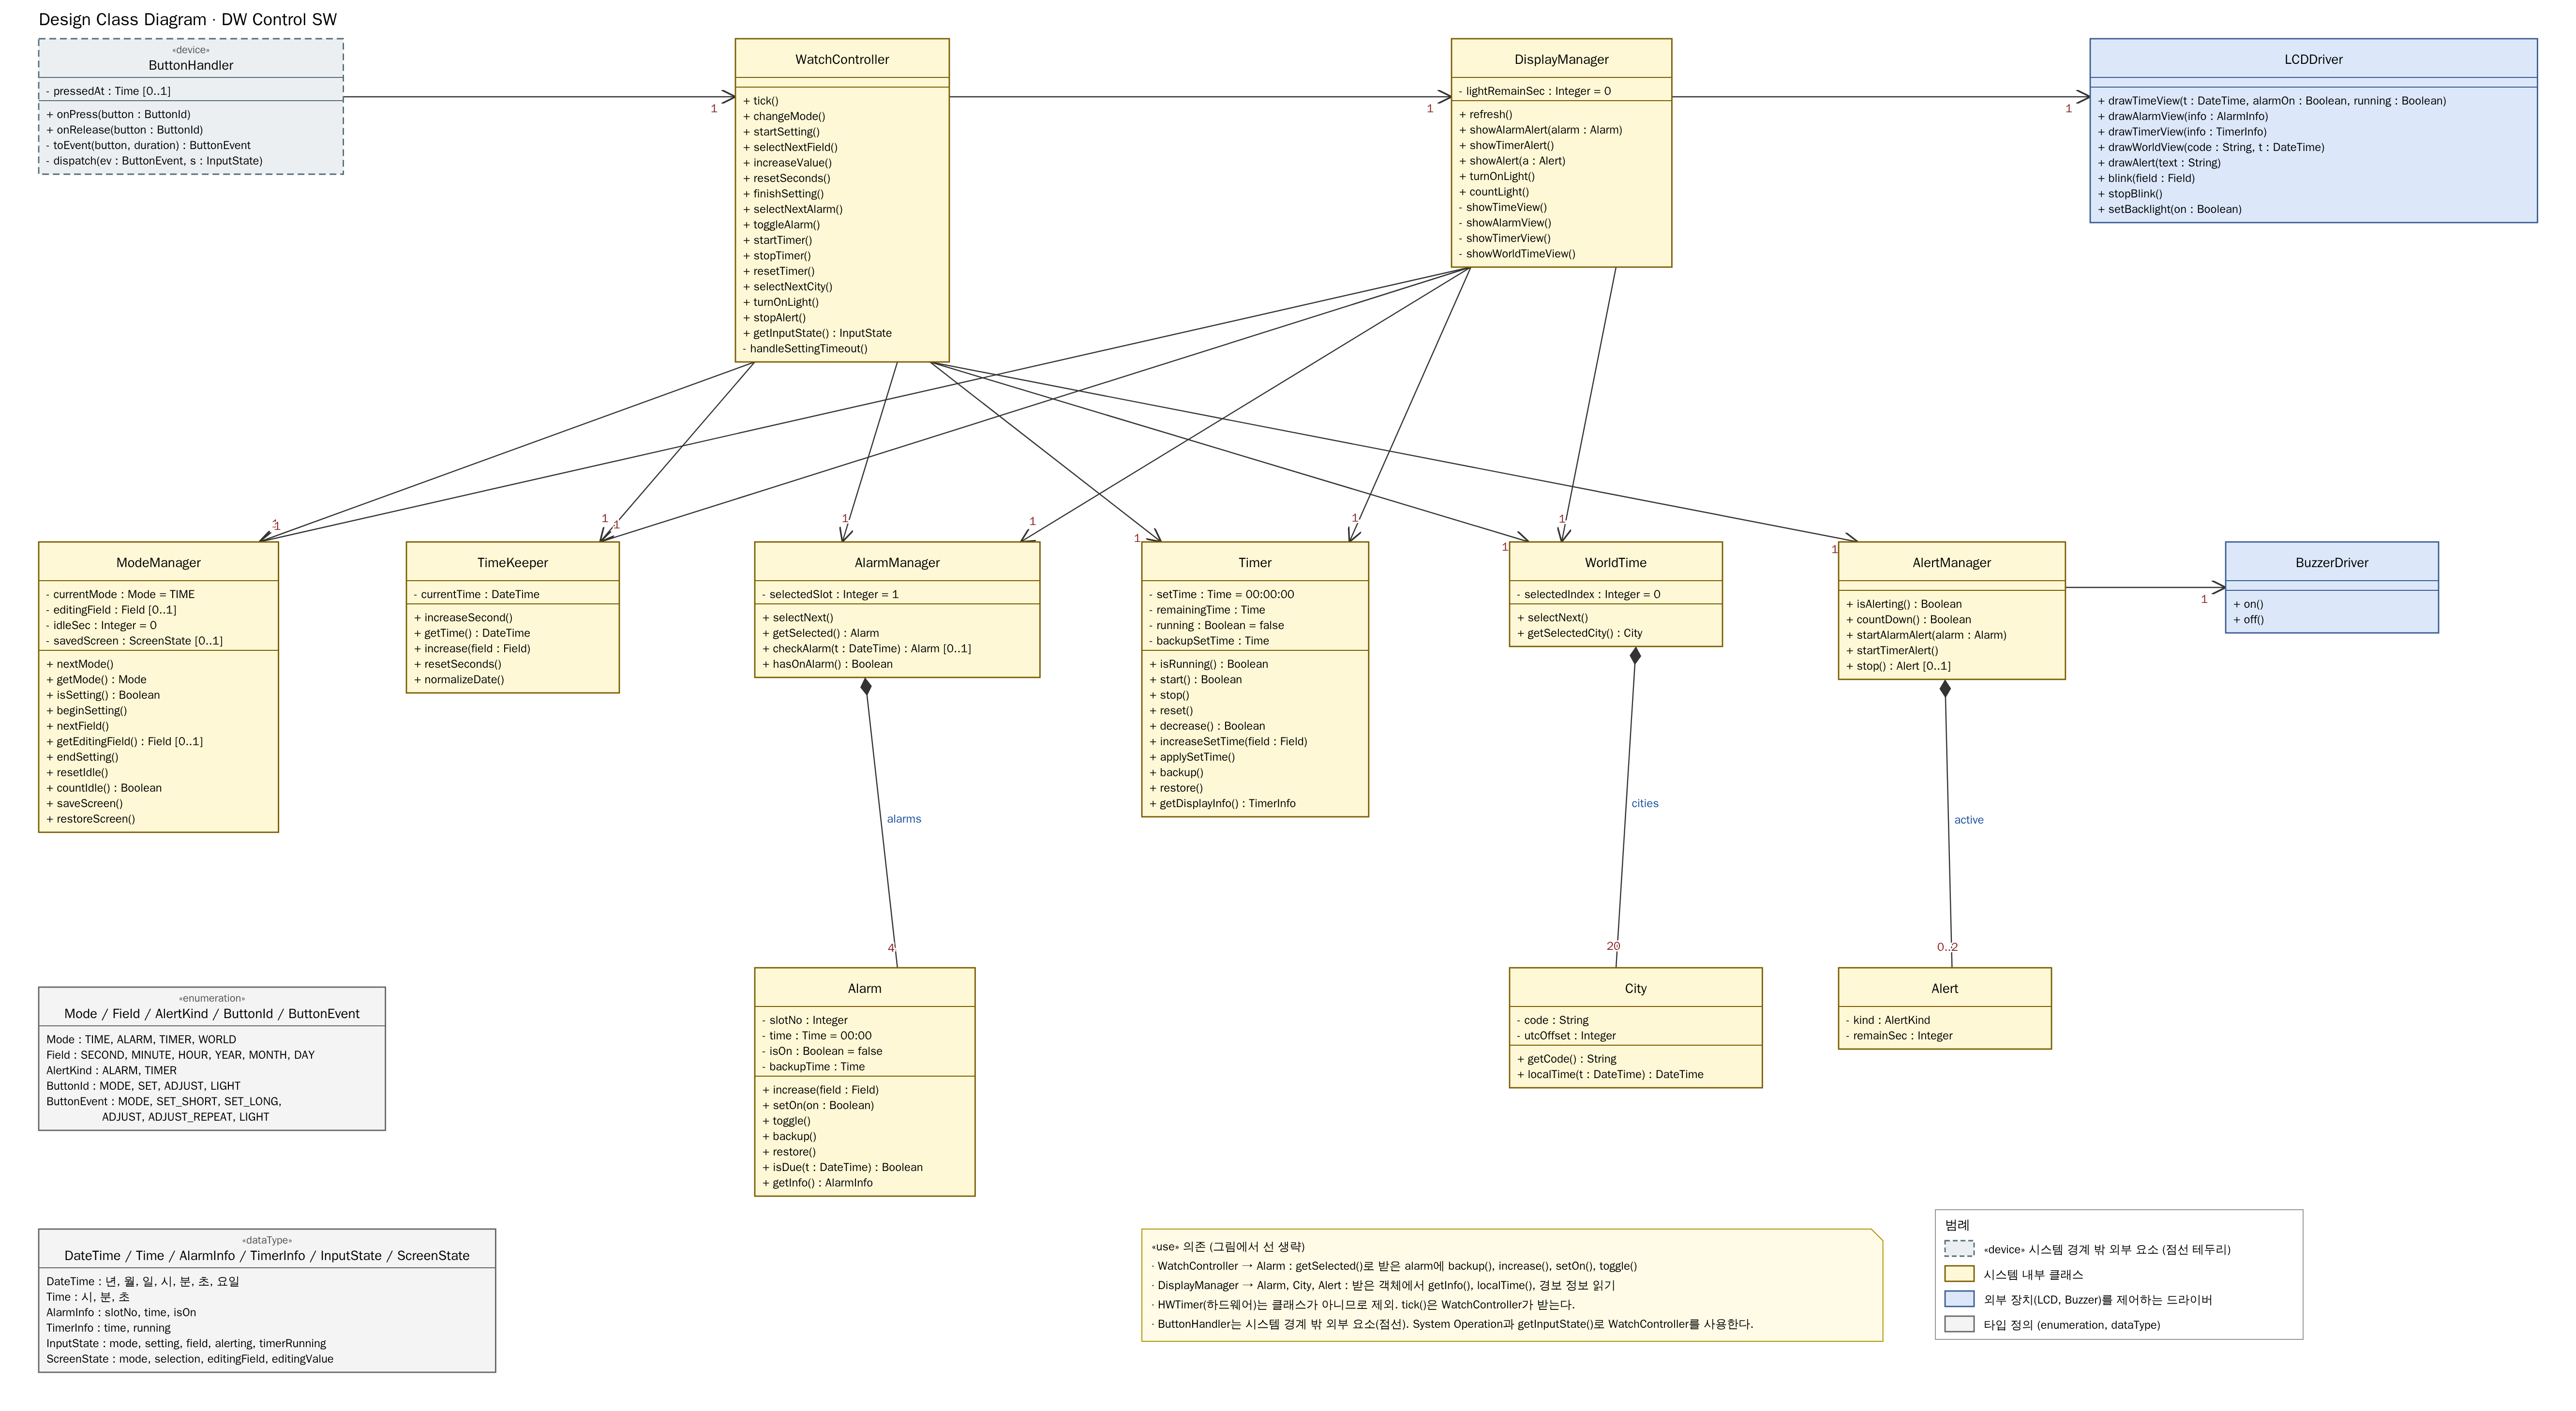 Design Class Diagram · DW Control SW
«device»
ButtonHandler
- pressedAt : Time [0..1]
+ onPress(button : ButtonId)
+ onRelease(button : ButtonId)
- toEvent(button, duration) : ButtonEvent
- dispatch(ev : ButtonEvent, s : InputState)
1
WatchController
+ tick()
+ changeMode()
+ startSetting()
+ selectNextField()
+ increaseValue()
+ resetSeconds()
+ finishSetting()
+ selectNextAlarm()
+ toggleAlarm()
+ startTimer()
+ stopTimer()
+ resetTimer()
+ selectNextCity()
+ turnOnLight()
+ stopAlert()
+ getInputState() : InputState
- handleSettingTimeout()
1
DisplayManager
- lightRemainSec : Integer = 0
+ refresh()
+ showAlarmAlert(alarm : Alarm)
+ showTimerAlert()
+ showAlert(a : Alert)
+ turnOnLight()
+ countLight()
- showTimeView()
- showAlarmView()
- showTimerView()
- showWorldTimeView()
1
LCDDriver
+ drawTimeView(t : DateTime, alarmOn : Boolean, running : Boolean)
+ drawAlarmView(info : AlarmInfo)
+ drawTimerView(info : TimerInfo)
+ drawWorldView(code : String, t : DateTime)
+ drawAlert(text : String)
+ blink(field : Field)
+ stopBlink()
+ setBacklight(on : Boolean)
1
1
1
1
1
1
1
1
1
1
1
ModeManager
- currentMode : Mode = TIME
- editingField : Field [0..1]
- idleSec : Integer = 0
- savedScreen : ScreenState [0..1]
+ nextMode()
+ getMode() : Mode
+ isSetting() : Boolean
+ beginSetting()
+ nextField()
+ getEditingField() : Field [0..1]
+ endSetting()
+ resetIdle()
+ countIdle() : Boolean
+ saveScreen()
+ restoreScreen()
TimeKeeper
- currentTime : DateTime
+ increaseSecond()
+ getTime() : DateTime
+ increase(field : Field)
+ resetSeconds()
+ normalizeDate()
AlarmManager
- selectedSlot : Integer = 1
+ selectNext()
+ getSelected() : Alarm
+ checkAlarm(t : DateTime) : Alarm [0..1]
+ hasOnAlarm() : Boolean
Timer
- setTime : Time = 00:00:00
- remainingTime : Time
- running : Boolean = false
- backupSetTime : Time
+ isRunning() : Boolean
+ start() : Boolean
+ stop()
+ reset()
+ decrease() : Boolean
+ increaseSetTime(field : Field)
+ applySetTime()
+ backup()
+ restore()
+ getDisplayInfo() : TimerInfo
WorldTime
- selectedIndex : Integer = 0
+ selectNext()
+ getSelectedCity() : City
AlertManager
+ isAlerting() : Boolean
+ countDown() : Boolean
+ startAlarmAlert(alarm : Alarm)
+ startTimerAlert()
+ stop() : Alert [0..1]
1
BuzzerDriver
+ on()
+ off()
alarms
cities
active
4
20
0..2
Alarm
- slotNo : Integer
- time : Time = 00:00
- isOn : Boolean = false
- backupTime : Time
+ increase(field : Field)
+ setOn(on : Boolean)
+ toggle()
+ backup()
+ restore()
+ isDue(t : DateTime) : Boolean
+ getInfo() : AlarmInfo
City
- code : String
- utcOffset : Integer
+ getCode() : String
+ localTime(t : DateTime) : DateTime
Alert
- kind : AlertKind
- remainSec : Integer
«enumeration»
Mode / Field / AlertKind / ButtonId / ButtonEvent
Mode : TIME, ALARM, TIMER, WORLD
Field : SECOND, MINUTE, HOUR, YEAR, MONTH, DAY
AlertKind : ALARM, TIMER
ButtonId : MODE, SET, ADJUST, LIGHT
ButtonEvent : MODE, SET_SHORT, SET_LONG,
ADJUST, ADJUST_REPEAT, LIGHT
«dataType»
DateTime / Time / AlarmInfo / TimerInfo / InputState / ScreenState
DateTime : 년, 월, 일, 시, 분, 초, 요일
Time : 시, 분, 초
AlarmInfo : slotNo, time, isOn
TimerInfo : time, running
InputState : mode, setting, field, alerting, timerRunning
ScreenState : mode, selection, editingField, editingValue
«use» 의존 (그림에서 선 생략)
· WatchController → Alarm : getSelected()로 받은 alarm에 backup(), increase(), setOn(), toggle()
· DisplayManager → Alarm, City, Alert : 받은 객체에서 getInfo(), localTime(), 경보 정보 읽기
· HWTimer(하드웨어)는 클래스가 아니므로 제외. tick()은 WatchController가 받는다.
· ButtonHandler는 시스템 경계 밖 외부 요소(점선). System Operation과 getInputState()로 WatchController를 사용한다.
범례
«device» 시스템 경계 밖 외부 요소 (점선 테두리)
시스템 내부 클래스
외부 장치(LCD, Buzzer)를 제어하는 드라이버
타입 정의 (enumeration, dataType)